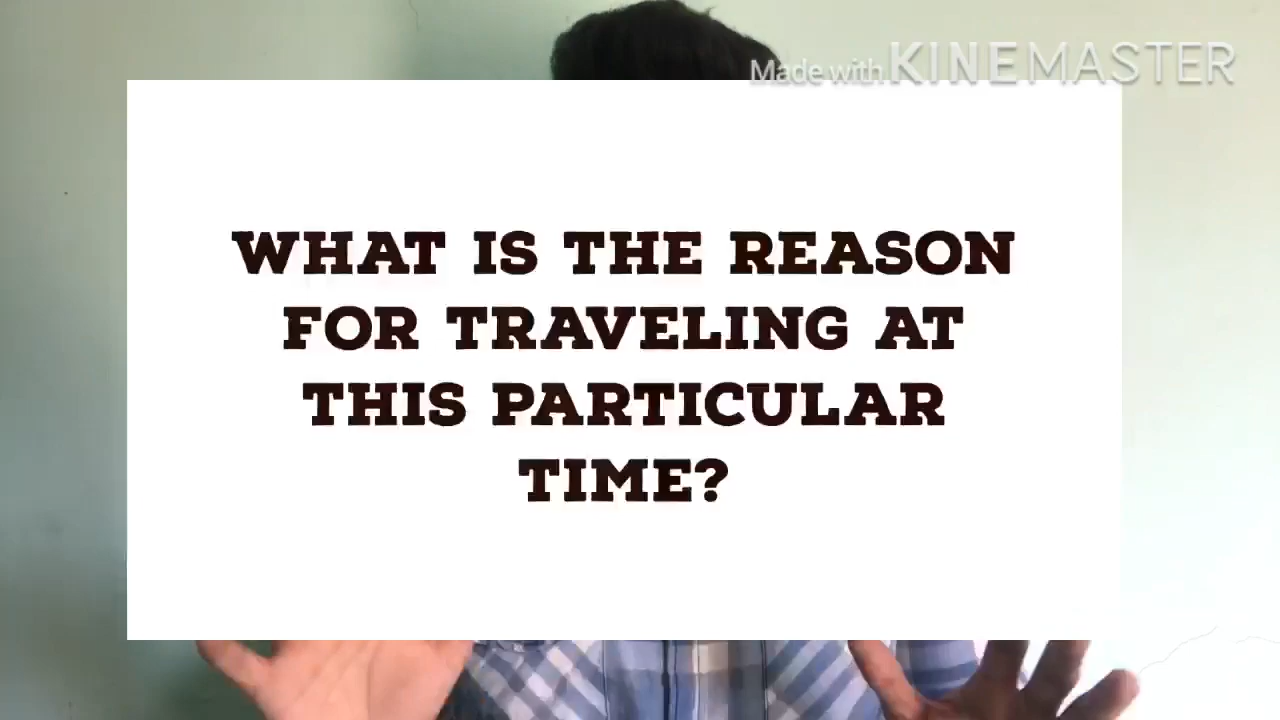 Made with KINEMASTER
WHAT IS THE REASON
FOR TRAVELING AT
THIS PARTICULAR
TIME?